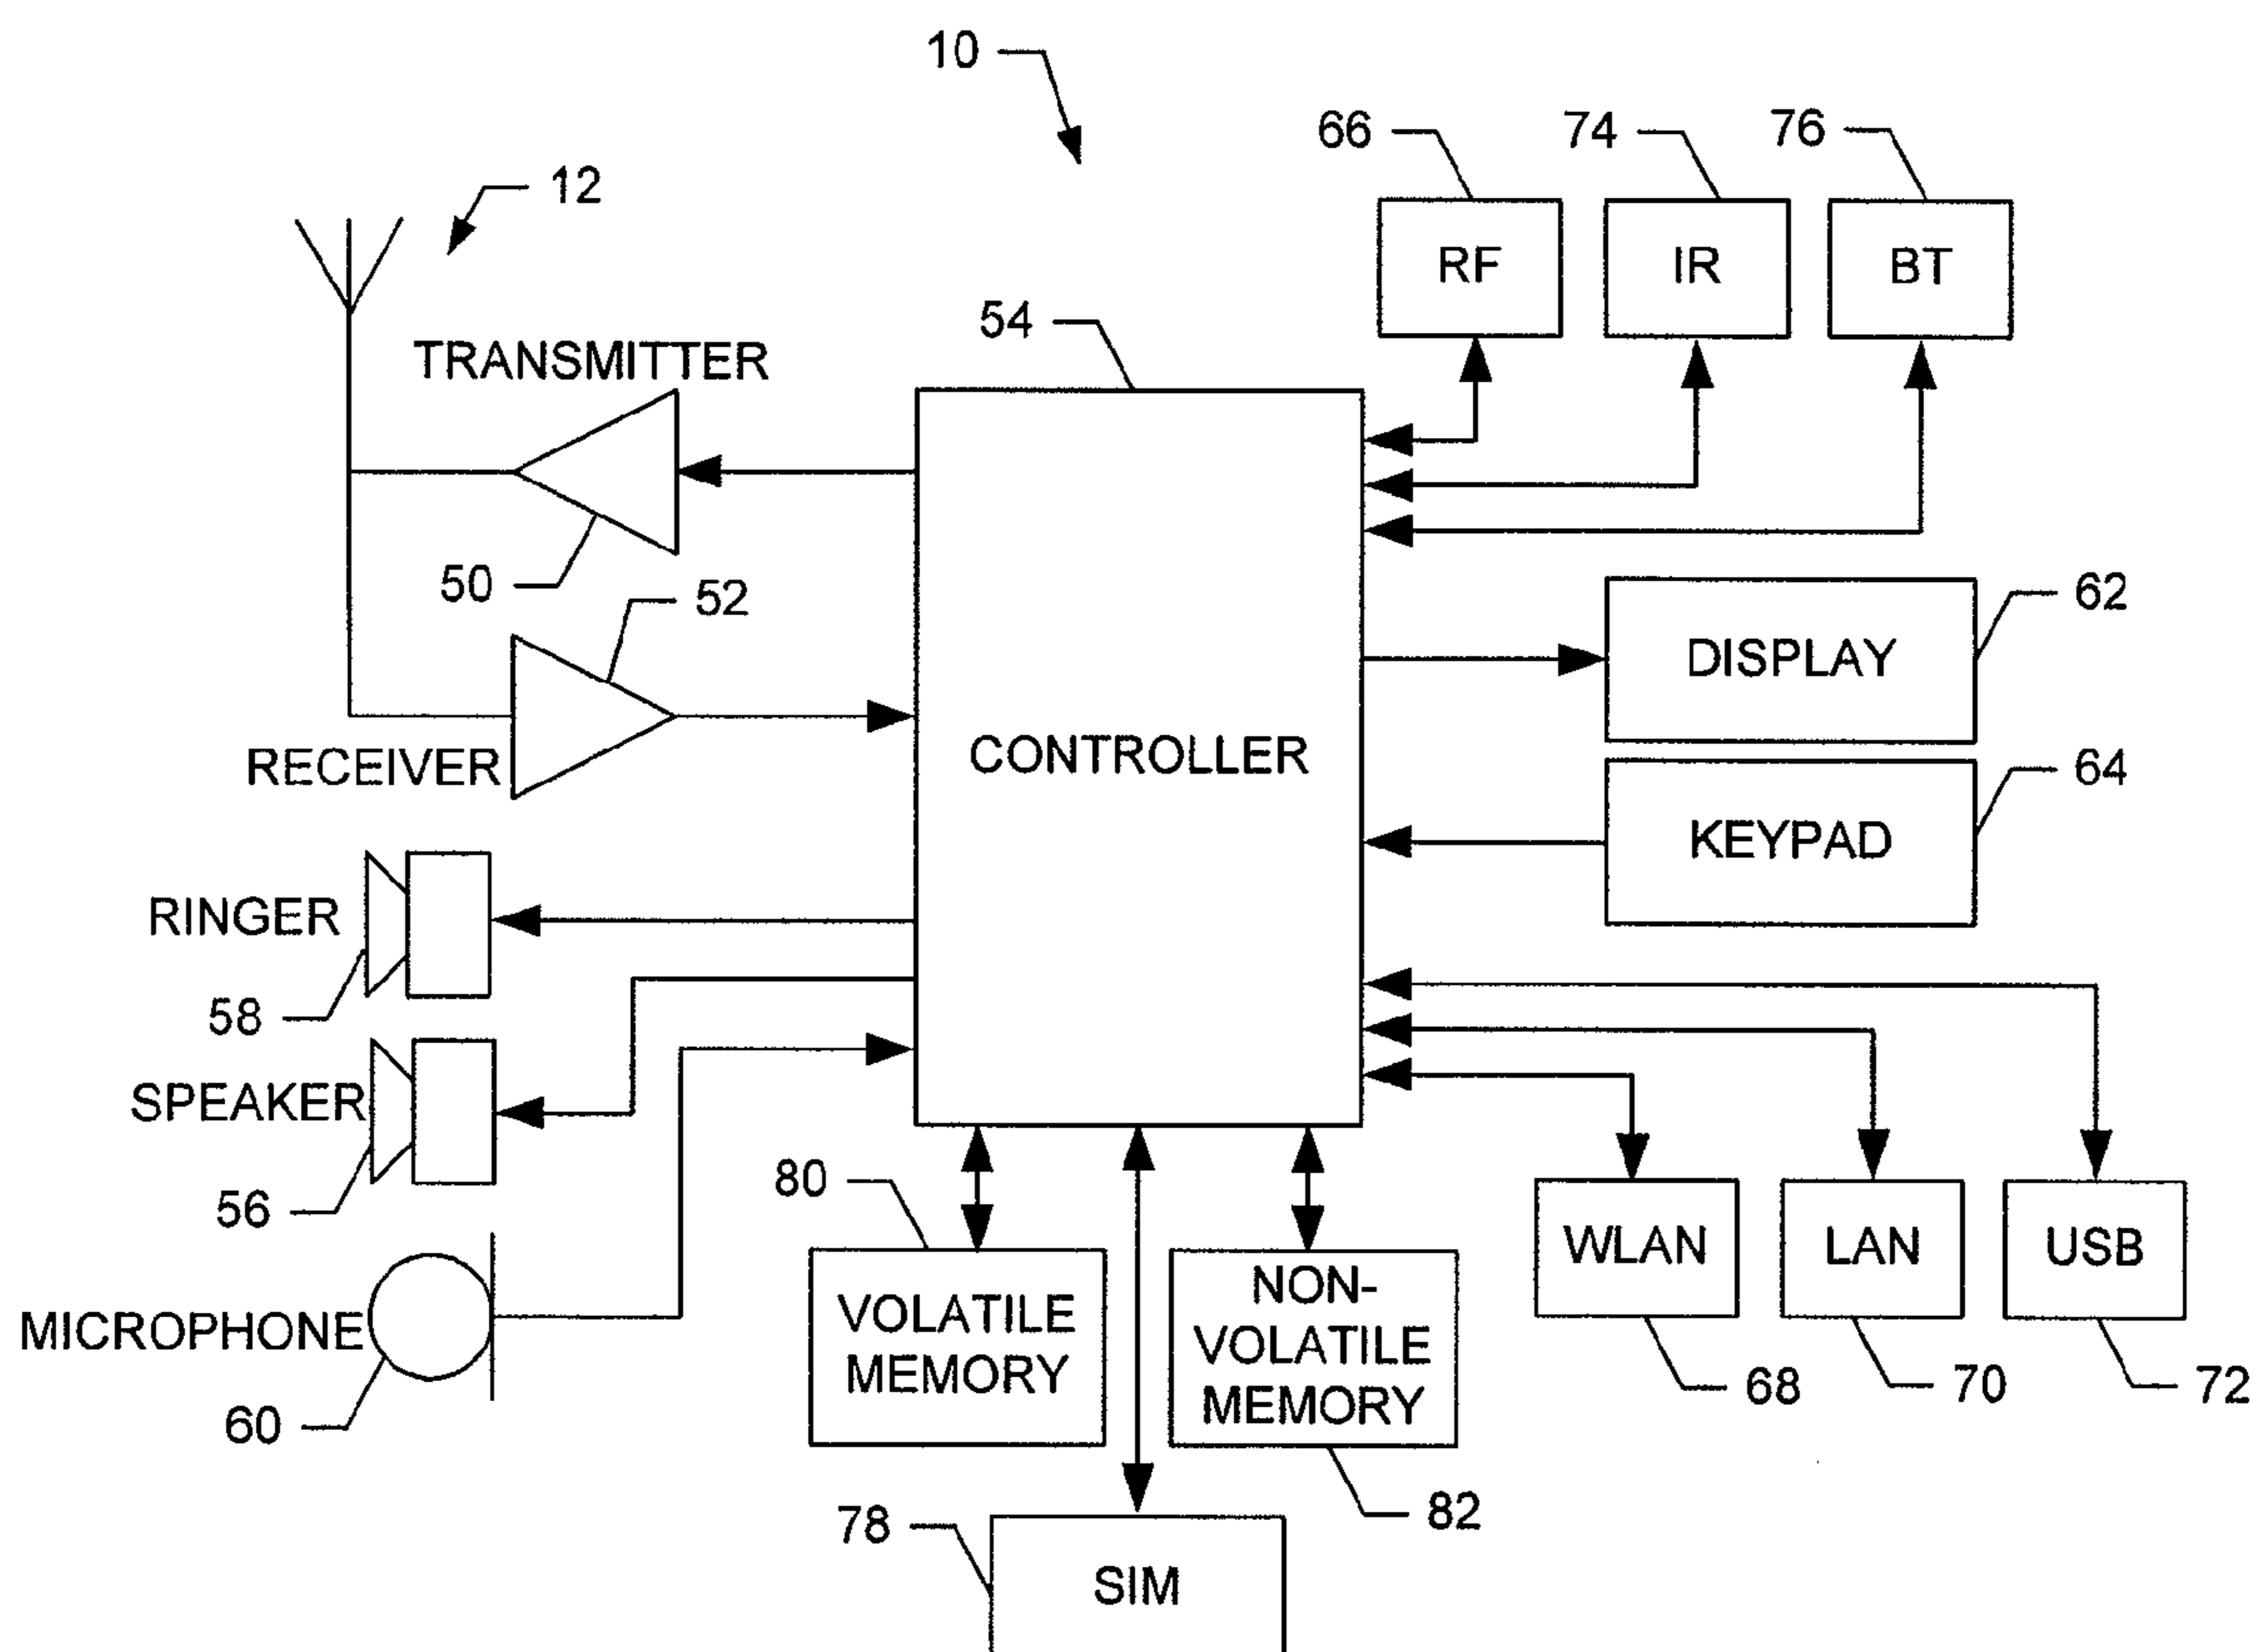 10
66
74
76
12
RF
IR
BT
54
TRANSMITTER
50
52
62
DISPLAY
CONTROLLER
RECEIVER
64
KEYPAD
RINGER
58
SPEAKER
56
80
VOLATILE
MEMORY
NON-
VOLATILE
MEMORY
WLAN
LAN
USB
MICROPHONE
60
68
70
72
82
78
SIM